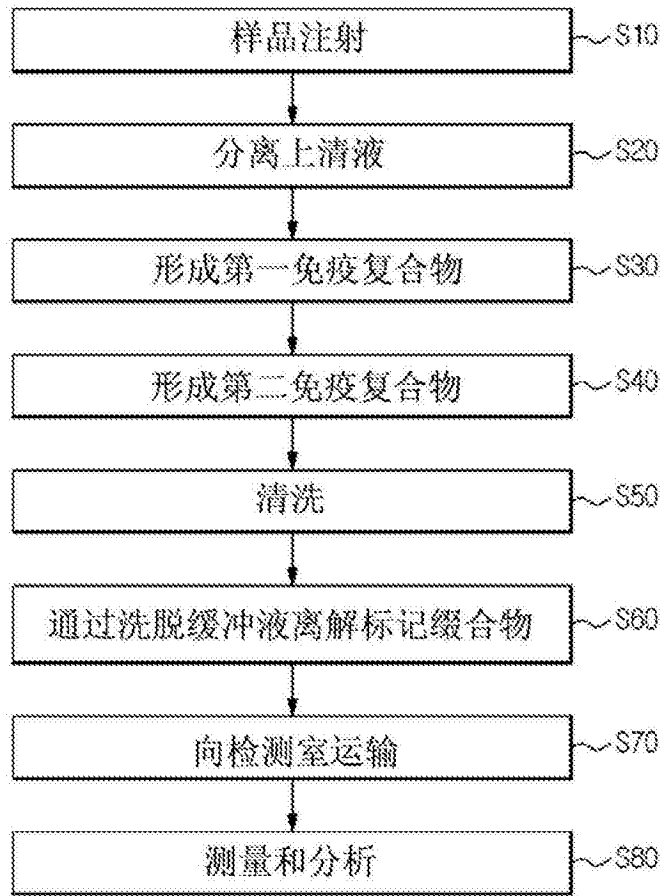 样品注射 S10
分离上清液 S20
形成第一免疫复合物 S30
形成第二免疫复合物 S40
清洗 S50
通过洗脱缓冲液离解标记缀合物 S60
向检测室运输 S70
测量和分析 S80